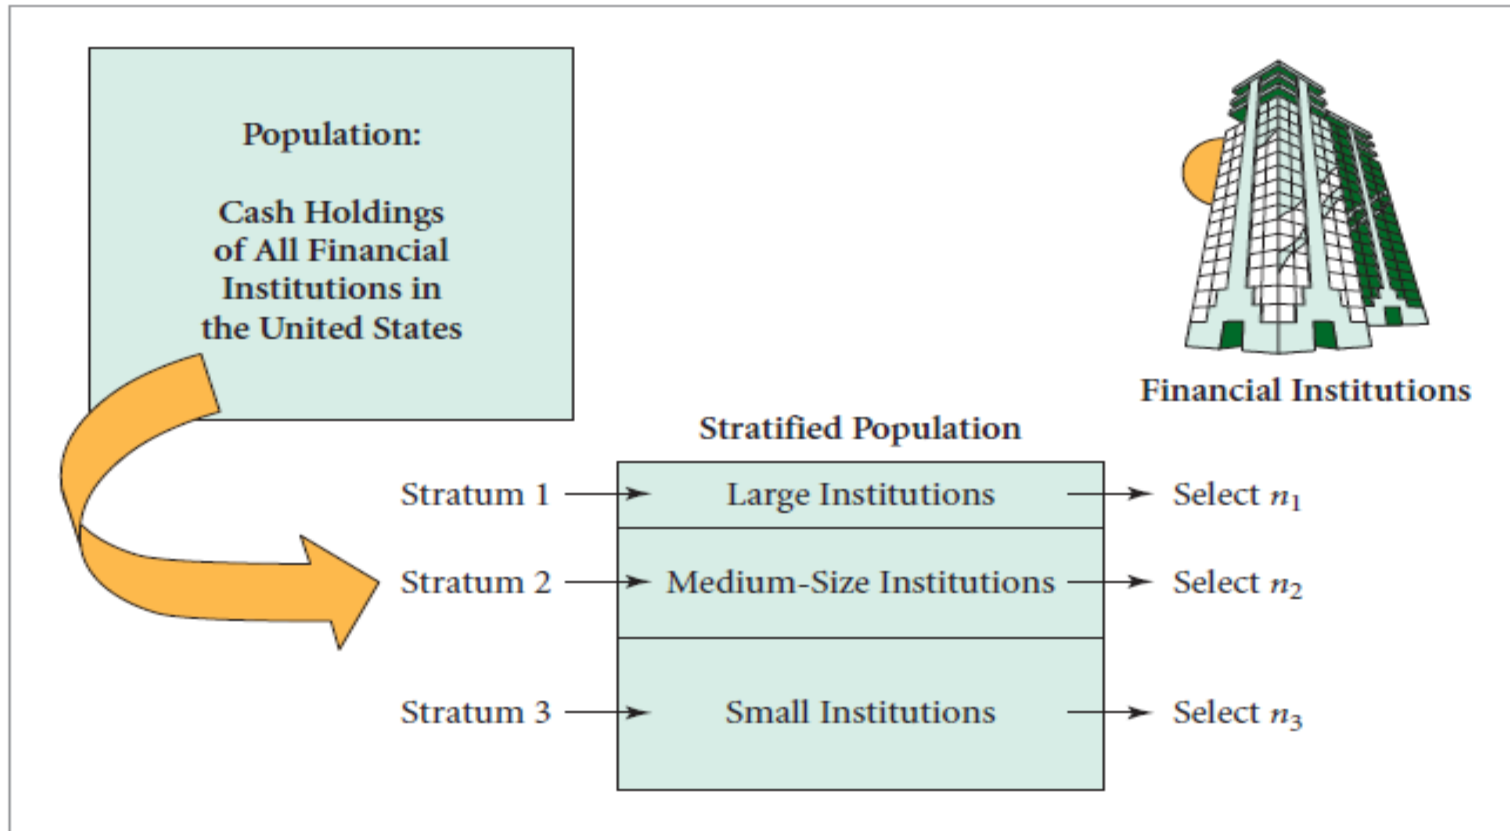 Population:
Cash Holdings
of All Financial
Institutions in
the United States
Financial Institutions
Stratified Population
Stratum 1 Large Institutions Select n₁
Stratum 2 Medium-Size Institutions Select n₂
Stratum 3 Small Institutions Select n₃